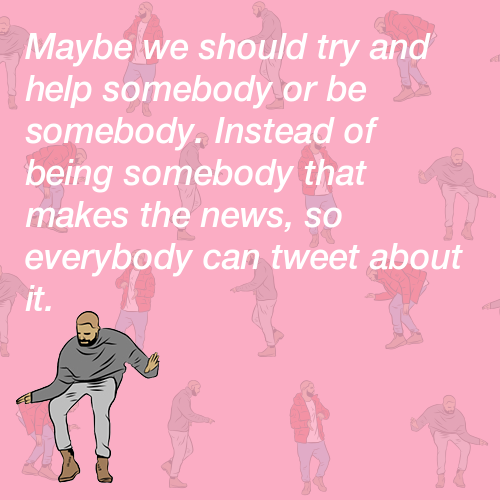 Maybe we should try and
help somebody or be
somebody. Instead of
being somebody that
makes the news, so
everybody can tweet about
it.